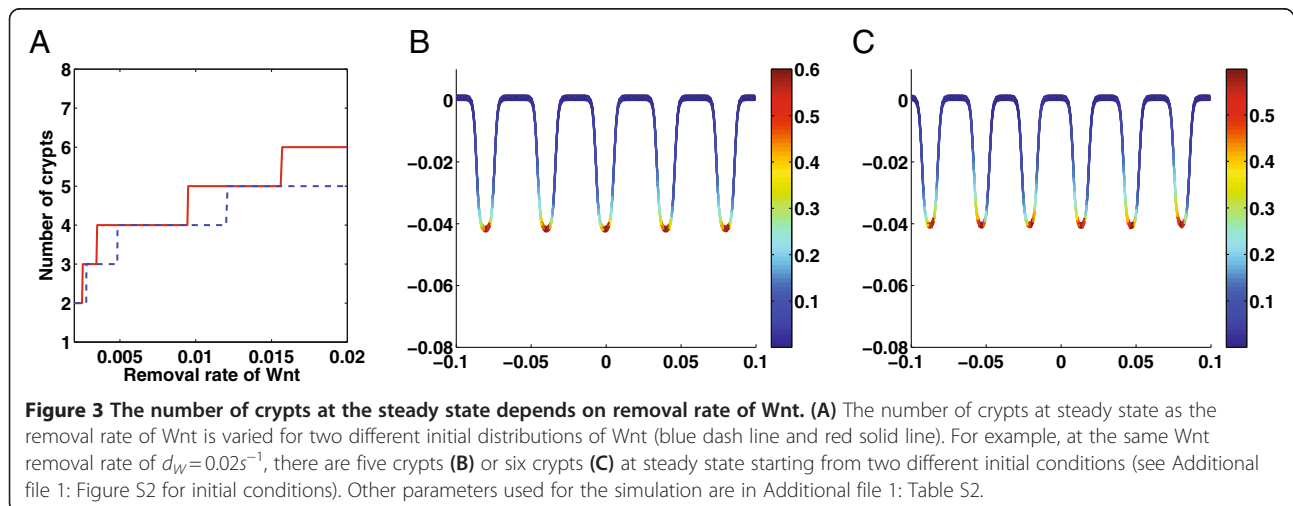 A
B
C
8
7
6
5
4
3
2
1
Number of crypts
0.005 0.01 0.015 0.02
Removal rate of Wnt
0
−0.02
−0.04
−0.06
−0.08
−0.1 −0.05 0 0.05 0.1
0.6
0.5
0.4
0.3
0.2
0.1
0
−0.02
−0.04
−0.06
−0.08
−0.1 −0.05 0 0.05 0.1
0.5
0.4
0.3
0.2
0.1
Figure 3 The number of crypts at the steady state depends on removal rate of Wnt. (A) The number of crypts at steady state as the
removal rate of Wnt is varied for two different initial distributions of Wnt (blue dash line and red solid line). For example, at the same Wnt
removal rate of d_W = 0.02s⁻¹, there are five crypts (B) or six crypts (C) at steady state starting from two different initial conditions (see Additional
file 1: Figure S2 for initial conditions). Other parameters used for the simulation are in Additional file 1: Table S2.